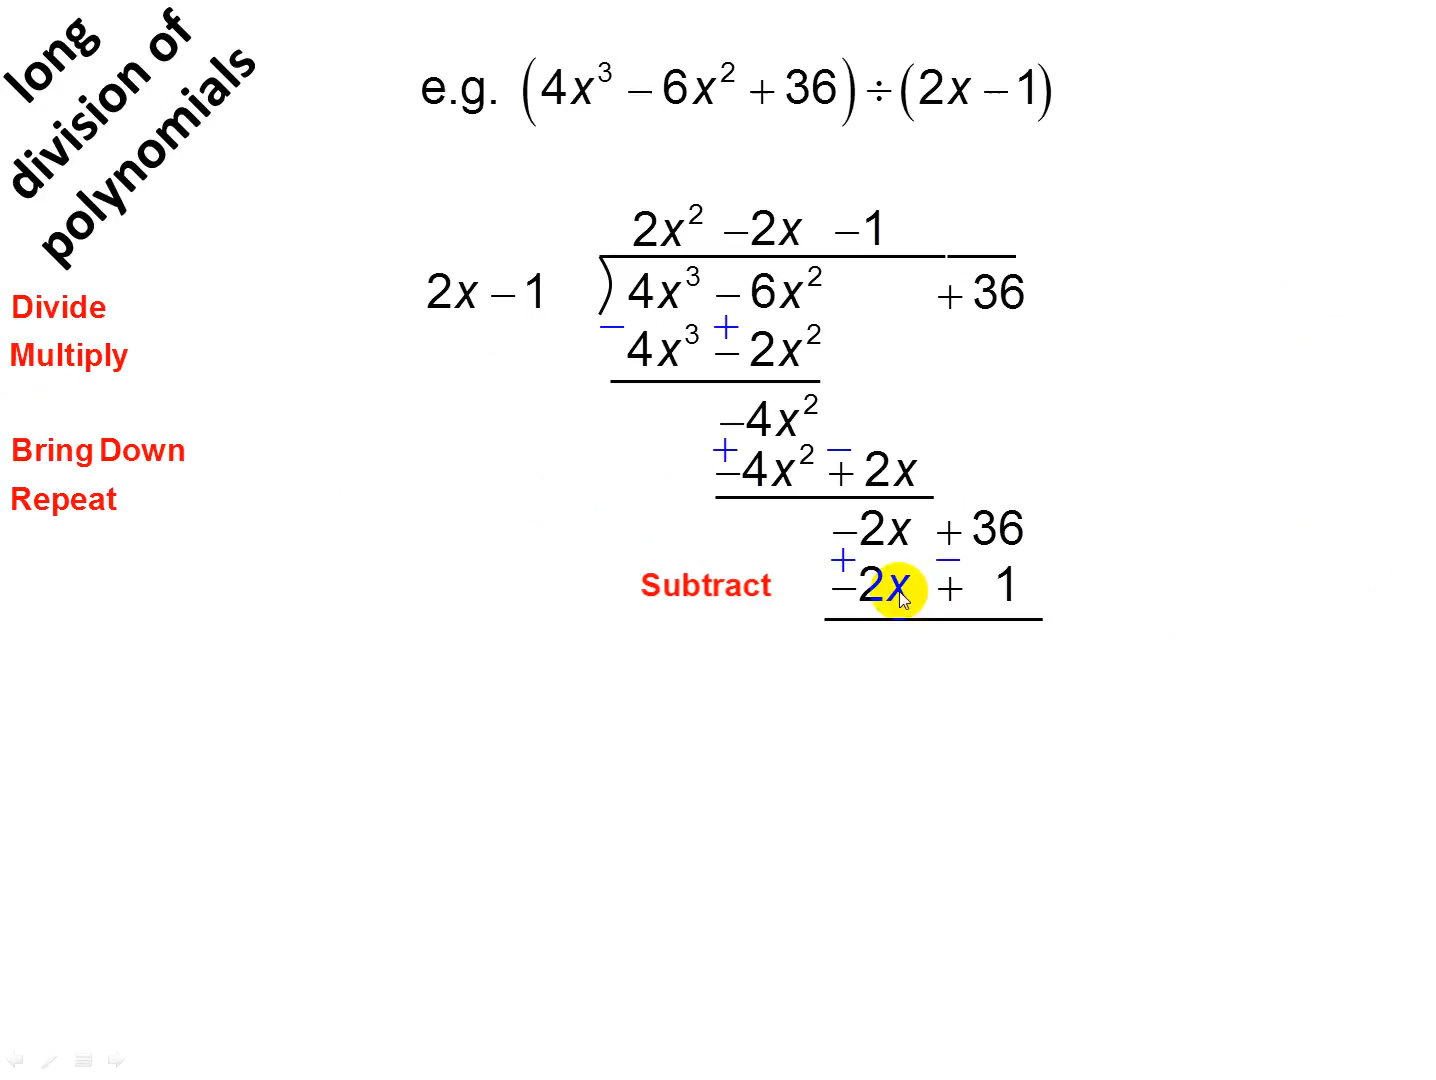 long
division of
polynomials
e.g. (4x³ − 6x² + 36) ÷ (2x − 1)
2x² −2x −1
2x − 1 ) 4x³ − 6x² + 36
− +
4x³ − 2x²
−4x²
+ −
−4x² + 2x
−2x + 36
+ −
−2x + 1
Divide
Multiply
Subtract
Bring Down
Repeat